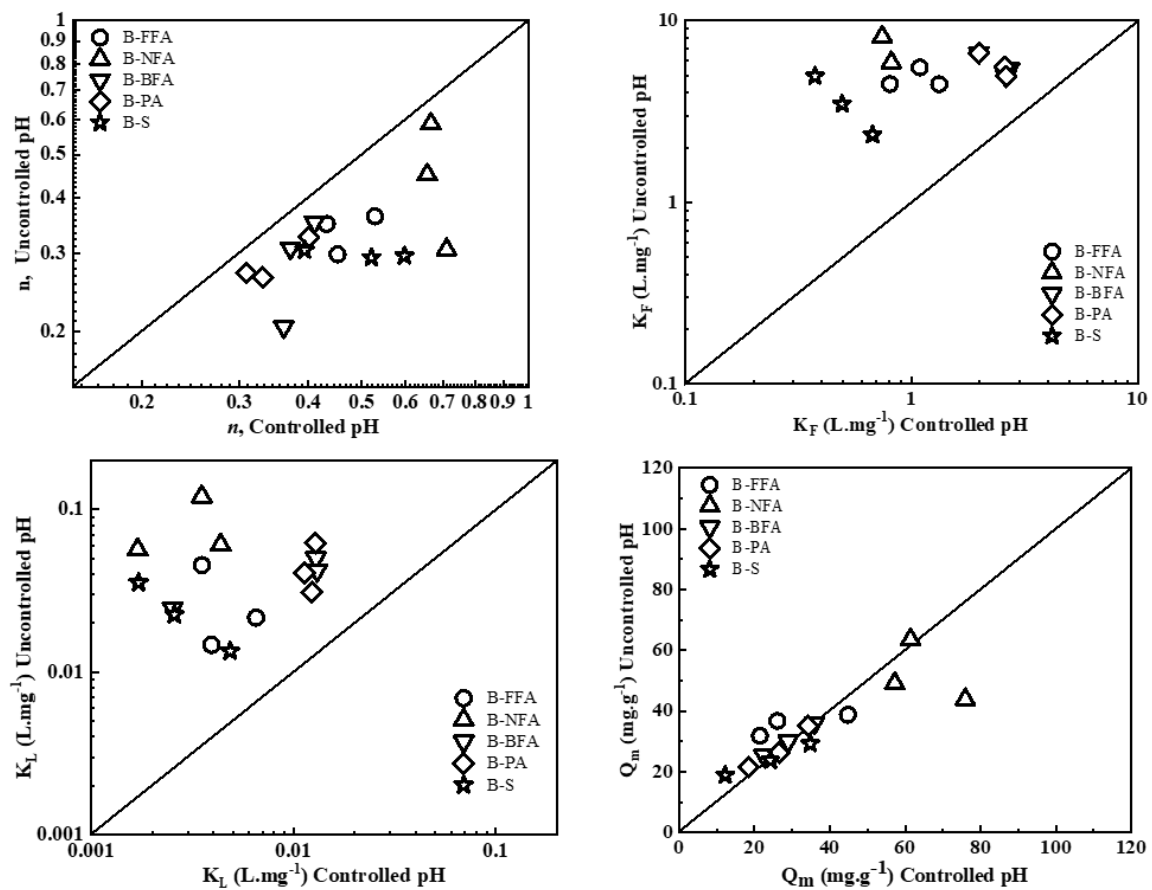 1
0.9
0.8
0.7
0.6
0.5
0.4
0.3
0.2
n, Uncontrolled pH
B-FFA
B-NFA
B-BFA
B-PA
B-S
0.2 0.3 0.4 0.5 0.6 0.7 0.8 0.9 1
n, Controlled pH
10
1
0.1
K_F (L.mg⁻¹) Uncontrolled pH
B-FFA
B-NFA
B-BFA
B-PA
B-S
0.1 1 10
K_F (L.mg⁻¹) Controlled pH
0.1
0.01
0.001
K_L (L.mg⁻¹) Uncontrolled pH
B-FFA
B-NFA
B-BFA
B-PA
B-S
0.001 0.01 0.1
K_L (L.mg⁻¹) Controlled pH
120
100
80
60
40
20
0
Q_m (mg.g⁻¹) Uncontrolled pH
B-FFA
B-NFA
B-BFA
B-PA
B-S
0 20 40 60 80 100 120
Q_m (mg.g⁻¹) Controlled pH